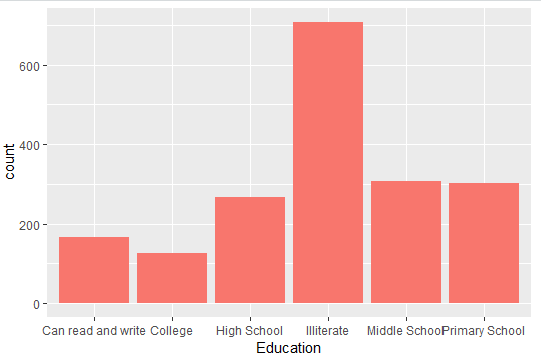 600
400
200
0
count
Can read and write College High School Illiterate Middle School Primary School
Education